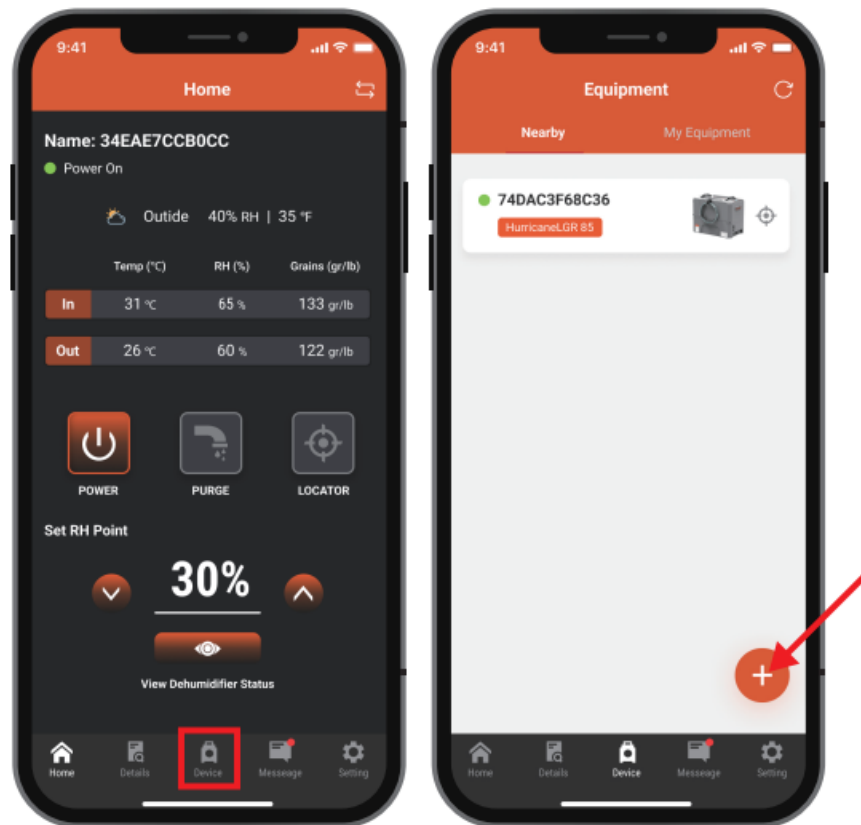 9:41
Home
Name: 34EAE7CCB0CC
Power On
Outide 40% RH | 35 °F
Temp (°C) RH (%) Grains (gr/lb)
In 31 °C 65 % 133 gr/lb
Out 26 °C 60 % 122 gr/lb
POWER PURGE LOCATOR
Set RH Point
30%
View Dehumidifier Status
Home Details Device Messeage Setting
9:41
Equipment
Nearby My Equipment
74DAC3F68C36
HurricaneLGR 85
+
Home Details Device Messeage Setting